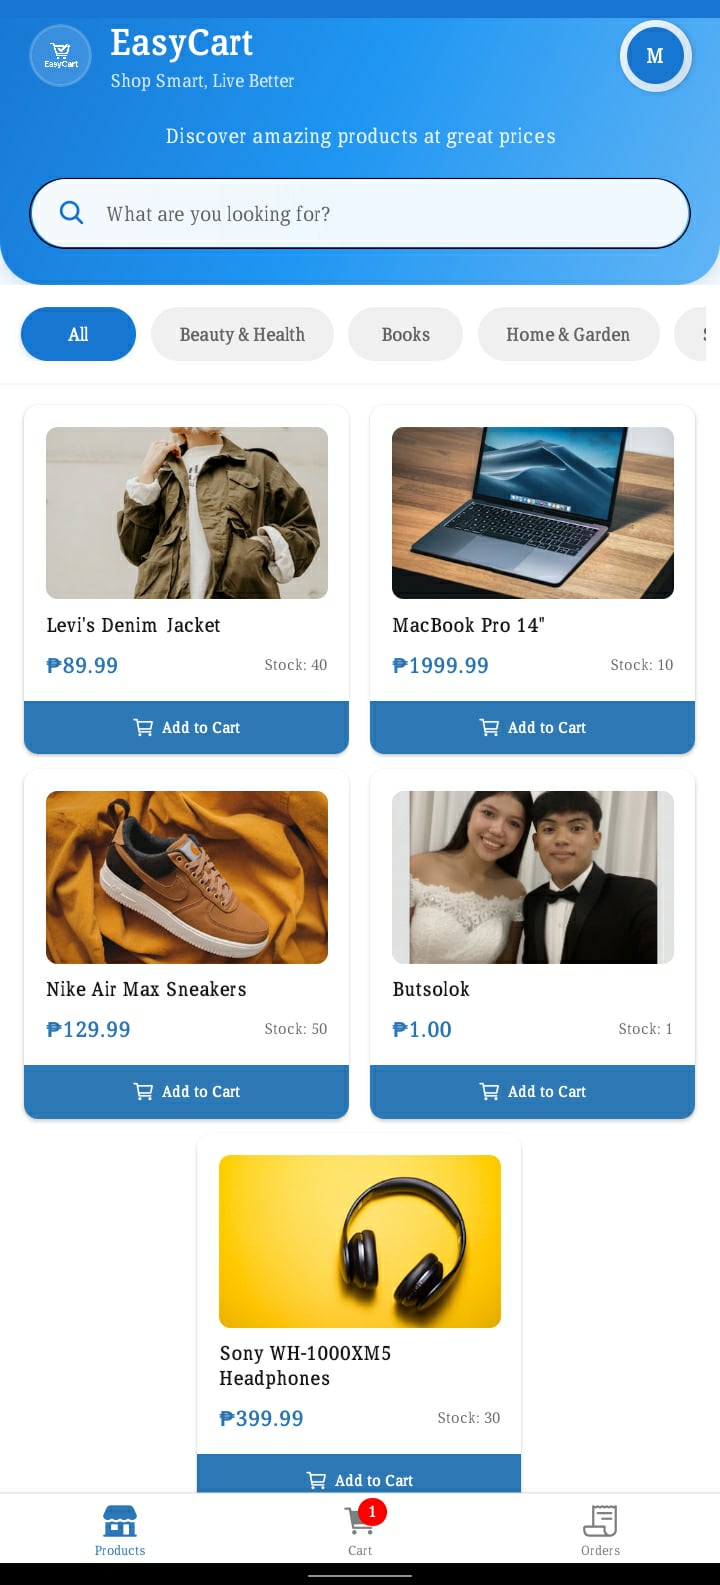 EasyCart
EasyCart
Shop Smart, Live Better
M
Discover amazing products at great prices
What are you looking for?
All
Beauty & Health
Books
Home & Garden
Levi's Denim Jacket
₱89.99
Stock: 40
Add to Cart
MacBook Pro 14"
₱1999.99
Stock: 10
Add to Cart
Nike Air Max Sneakers
₱129.99
Stock: 50
Add to Cart
Butsolok
₱1.00
Stock: 1
Add to Cart
Sony WH-1000XM5
Headphones
₱399.99
Stock: 30
Add to Cart
1
Products
Cart
Orders